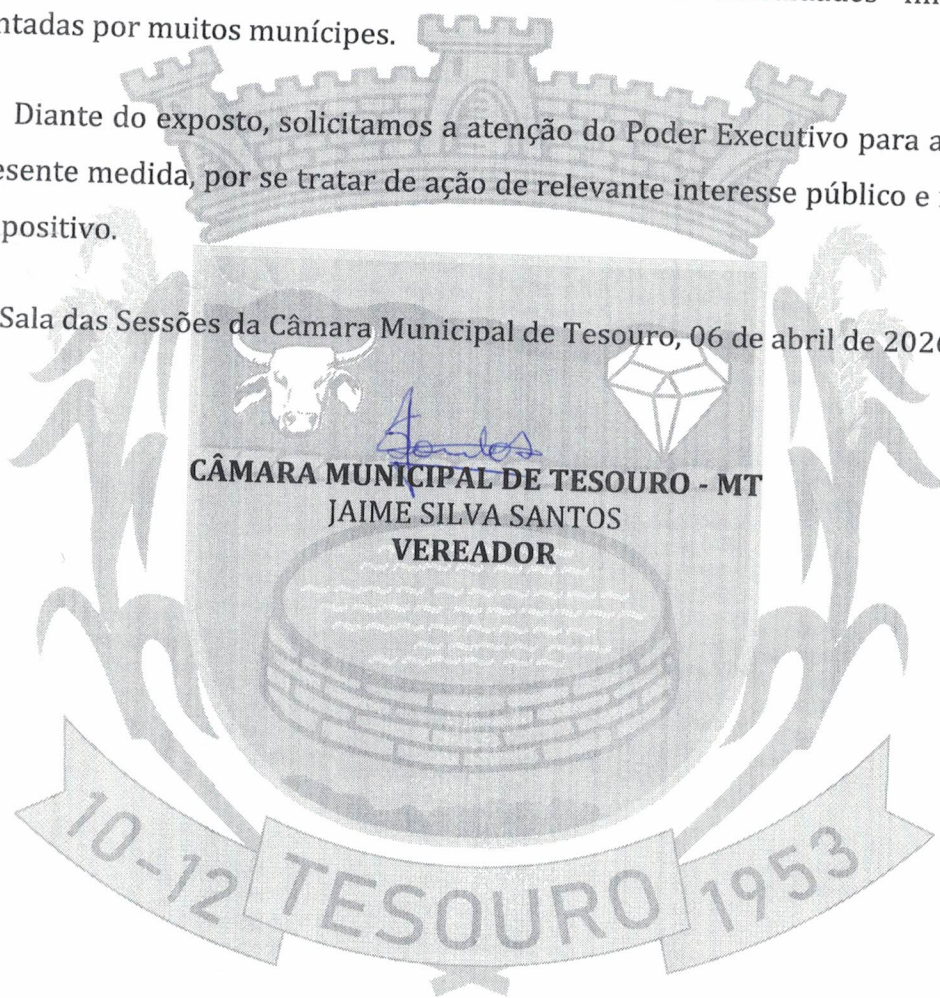 ntadas por muitos munícipes.
Diante do exposto, solicitamos a atenção do Poder Executivo para a
esente medida, por se tratar de ação de relevante interesse público e
positivo.
Sala das Sessões da Câmara Municipal de Tesouro, 06 de abril de 202
Santos
CÂMARA MUNICIPAL DE TESOURO - MT
JAIME SILVA SANTOS
VEREADOR
10-12 TESOURO 1953